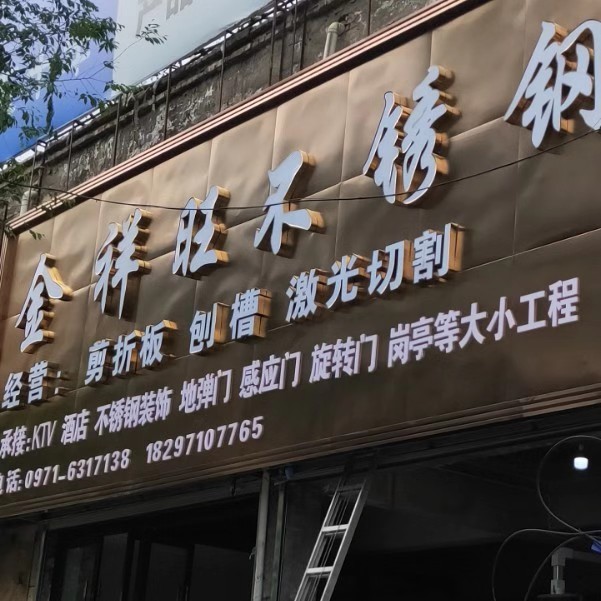 金祥旺不锈钢
经营:剪折板 刨槽 激光切割
承搂:KTV 酒店 不锈钢装饰 地弹门 感应门 旋转门 岗亭等大小工程
电话:0971-6317138 18297107765